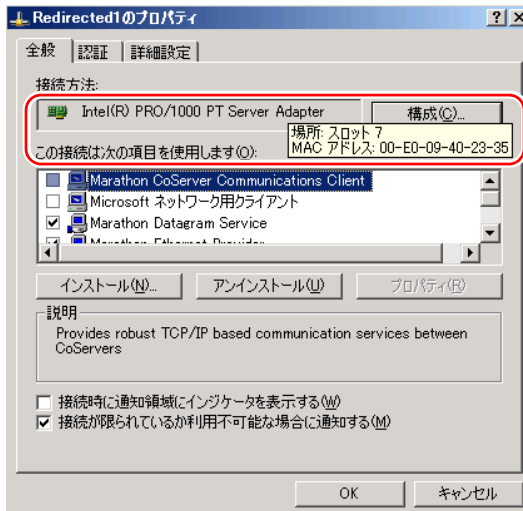 Redirected1のプロパティ
全般 認証 詳細設定
接続方法:
Intel(R) PRO/1000 PT Server Adapter 構成(C)...
場所: スロット 7
MAC アドレス: 00-E0-09-40-23-35
この接続は次の項目を使用します(O):
Marathon CoServer Communications Client
Microsoft ネットワーク用クライアント
Marathon Datagram Service
Marathon Ethernet Provider
インストール(N)... アンインストール(U) プロパティ(R)
説明
Provides robust TCP/IP based communication services between
CoServers
接続時に通知領域にインジケータを表示する(W)
接続が限られているか利用不可能な場合に通知する(M)
OK キャンセル